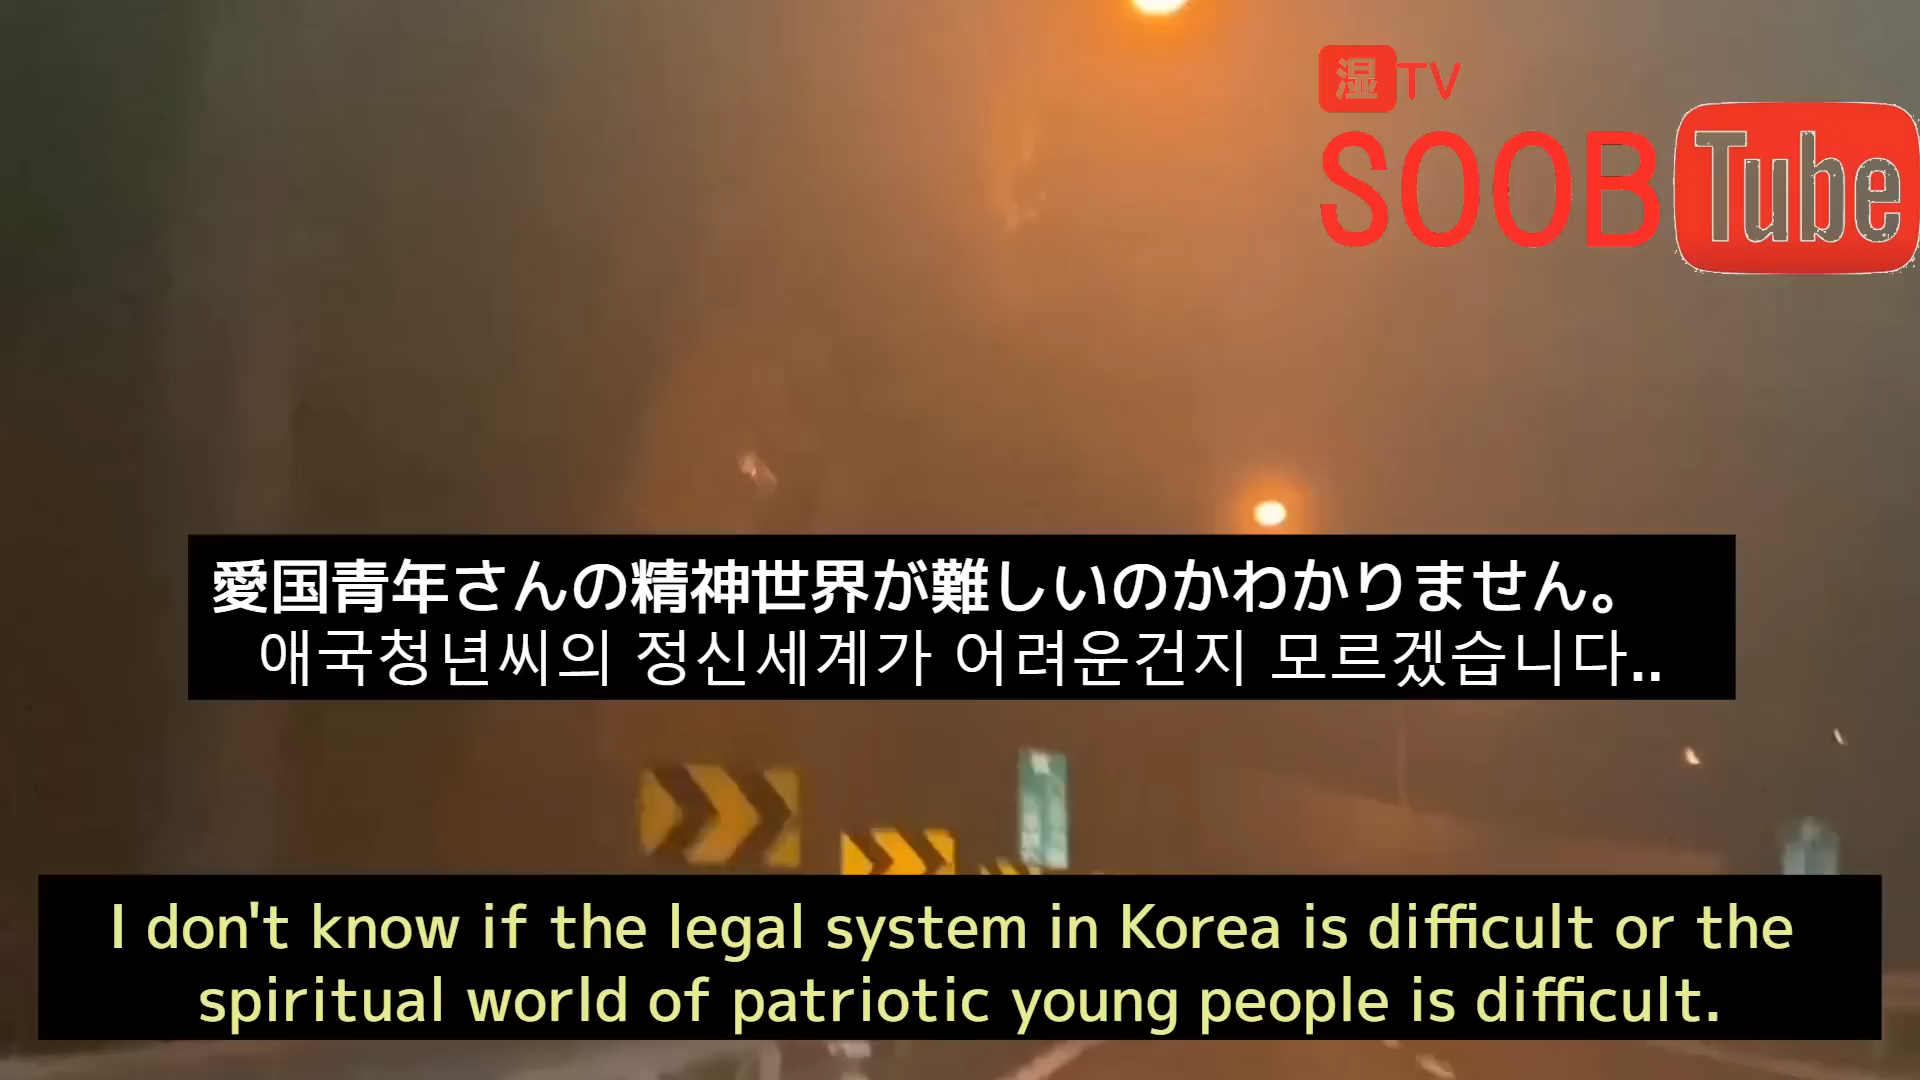 湿TV
SOOBTube
愛国青年さんの精神世界が難しいのかわかりません。
애국청년씨의 정신세계가 어려운건지 모르겠습니다..
I don't know if the legal system in Korea is difficult or the
spiritual world of patriotic young people is difficult.